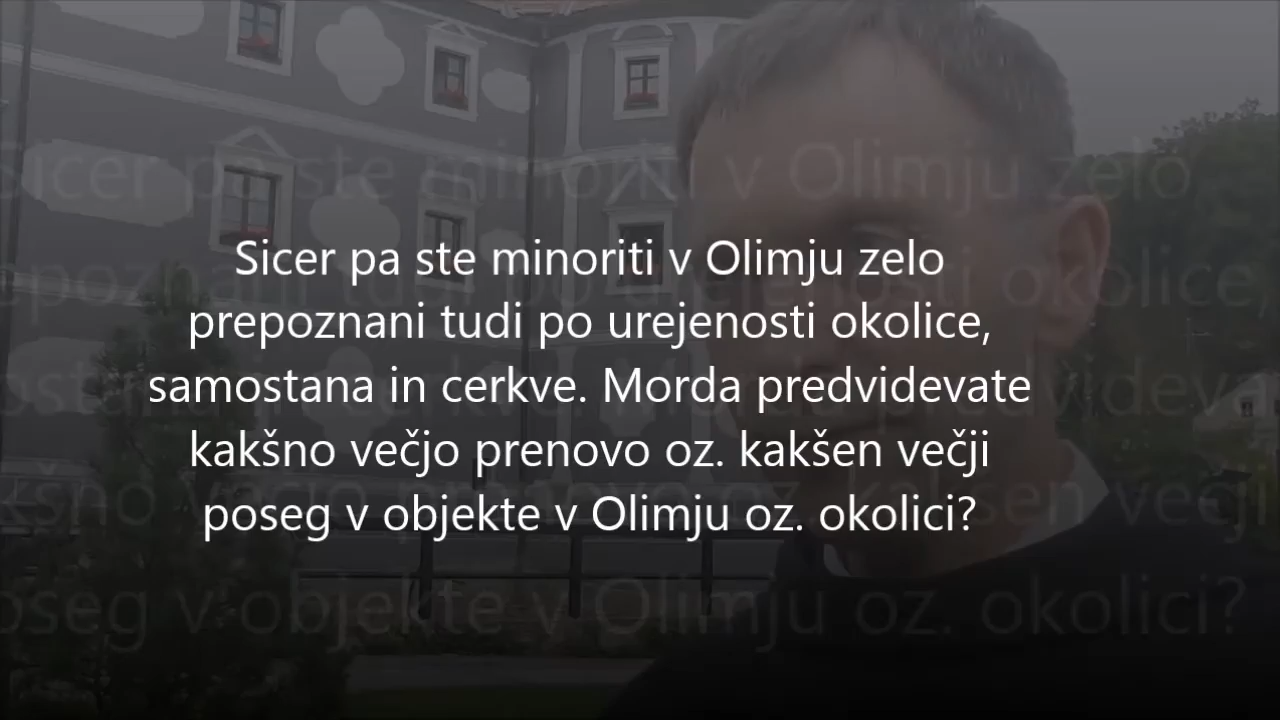 Sicer pa ste minoriti v Olimju zelo
prepoznani tudi po urejenosti okolice,
samostana in cerkve. Morda predvidevate
kakšno večjo prenovo oz. kakšen večji
poseg v objekte v Olimju oz. okolici?